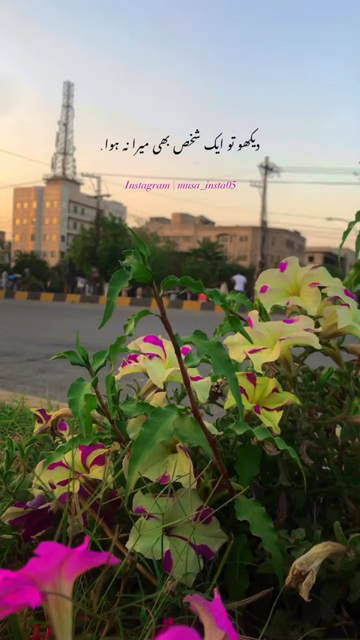 دیکھو تو ایک شخص بھی میرا نہ ہوا.
Instagram | musa_insta05